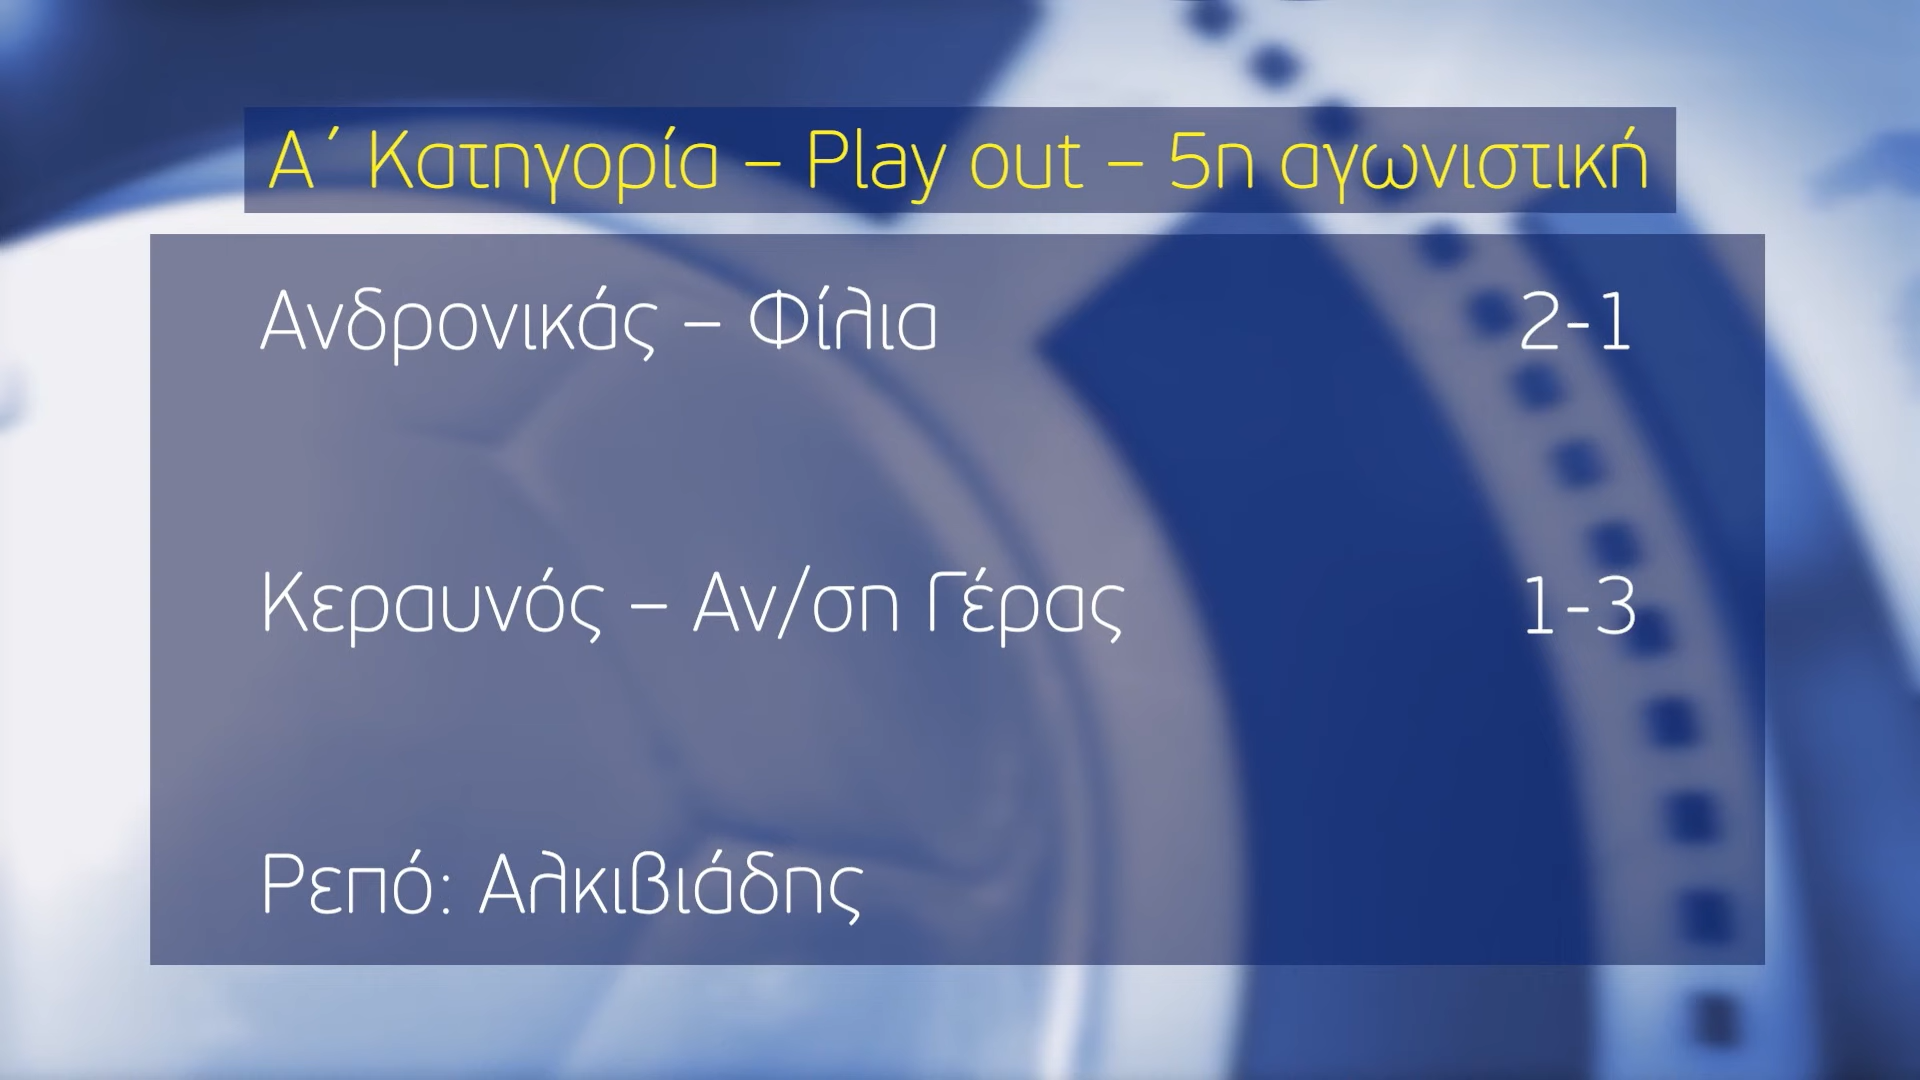 Α΄ Κατηγορία – Play out – 5η αγωνιστική
Ανδρονικάς – Φίλια 2-1
Κεραυνός – Αν/ση Γέρας 1-3
Ρεπό: Αλκιβιάδης